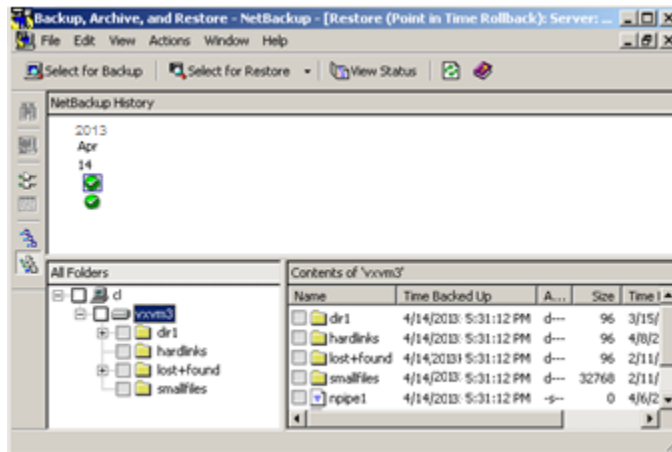 Backup, Archive, and Restore - NetBackup - [Restore (Point in Time Rollback): Server: ...
File Edit View Actions Window Help
Select for Backup Select for Restore View Status
NetBackup History
2013
Apr
14
All Folders
Contents of 'vxvm3'
d
vxvm3
dir1
hardlinks
lost+found
smallfiles
Name Time Backed Up A... Size Time
dir1 4/14/2013 5:31:12 PM d--- 96 3/15/
hardlinks 4/14/2013 5:31:12 PM d--- 96 4/8/2
lost+found 4/14/2013 5:31:12 PM d--- 96 2/11/
smallfiles 4/14/2013 5:31:12 PM d--- 32768 2/11/
npipe1 4/14/2013 5:31:12 PM -s-- 0 4/6/2